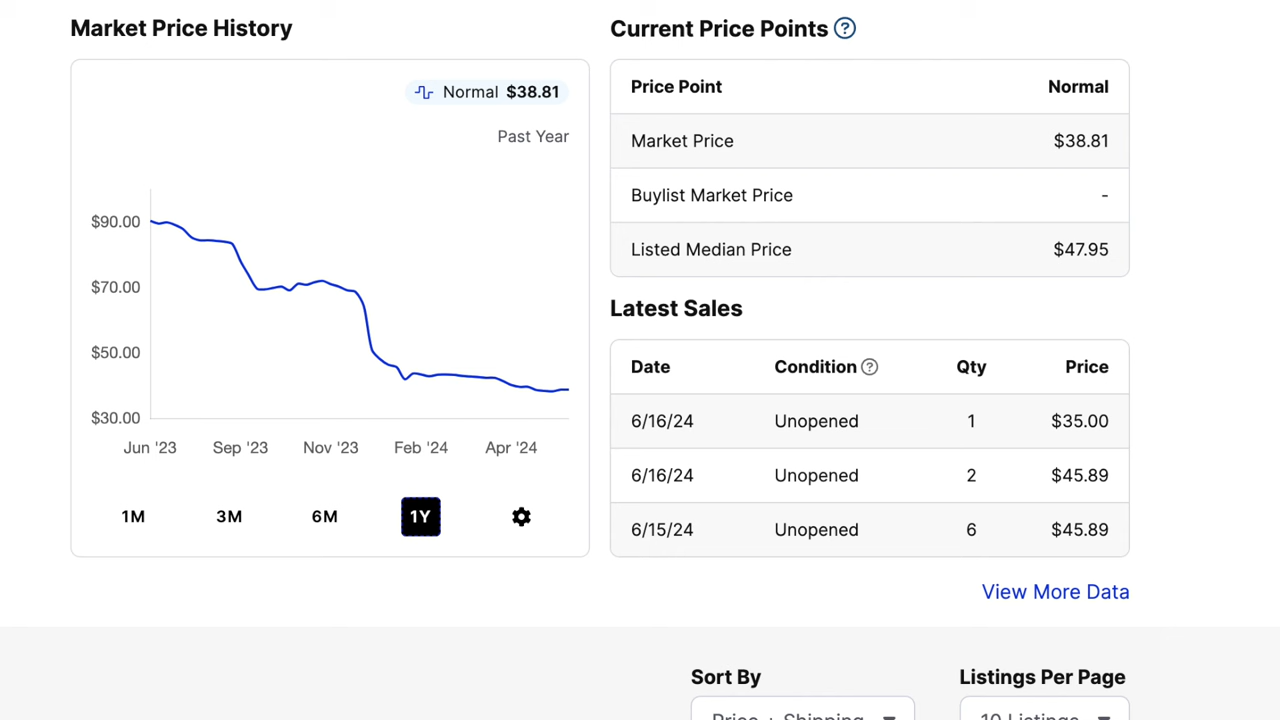 Market Price History
Normal $38.81
Past Year
$90.00
$70.00
$50.00
$30.00
Jun '23 Sep '23 Nov '23 Feb '24 Apr '24
1M 3M 6M 1Y
Current Price Points ?
Price Point Normal
Market Price $38.81
Buylist Market Price -
Listed Median Price $47.95
Latest Sales
Date Condition ? Qty Price
6/16/24 Unopened 1 $35.00
6/16/24 Unopened 2 $45.89
6/15/24 Unopened 6 $45.89
View More Data
Sort By
Price + Shipping
Listings Per Page
10 Listings